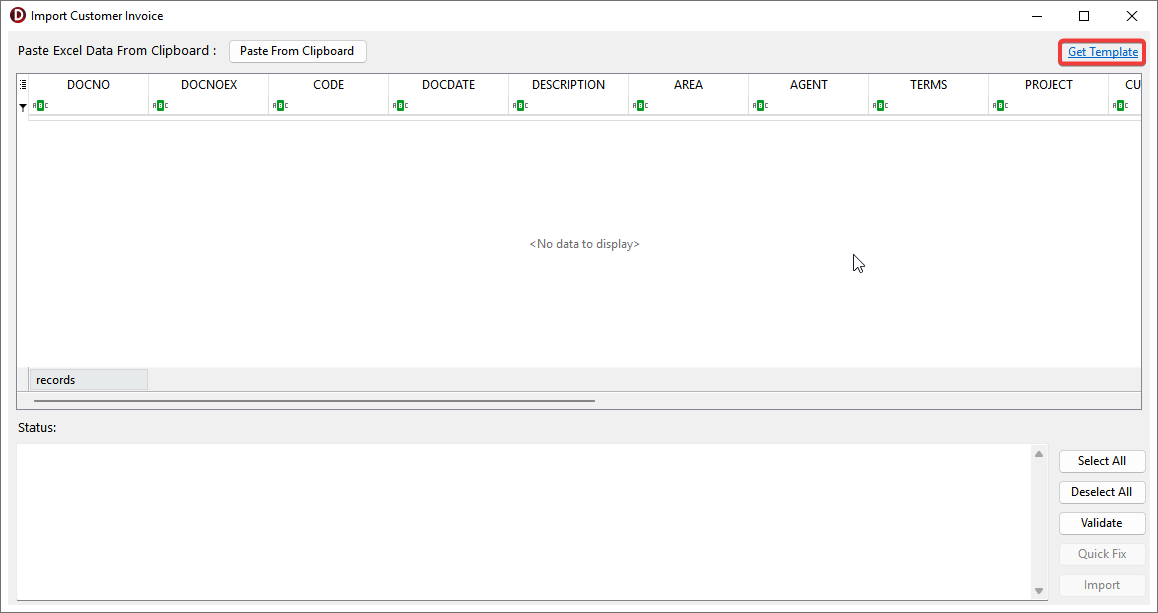 Import Customer Invoice
Paste Excel Data From Clipboard : Paste From Clipboard Get Template
DOCNO DOCNOEX CODE DOCDATE DESCRIPTION AREA AGENT TERMS PROJECT CU
ABC ABC ABC ABC ABC ABC ABC ABC ABC ABC
<No data to display>
records
Status:
Select All
Deselect All
Validate
Quick Fix
Import